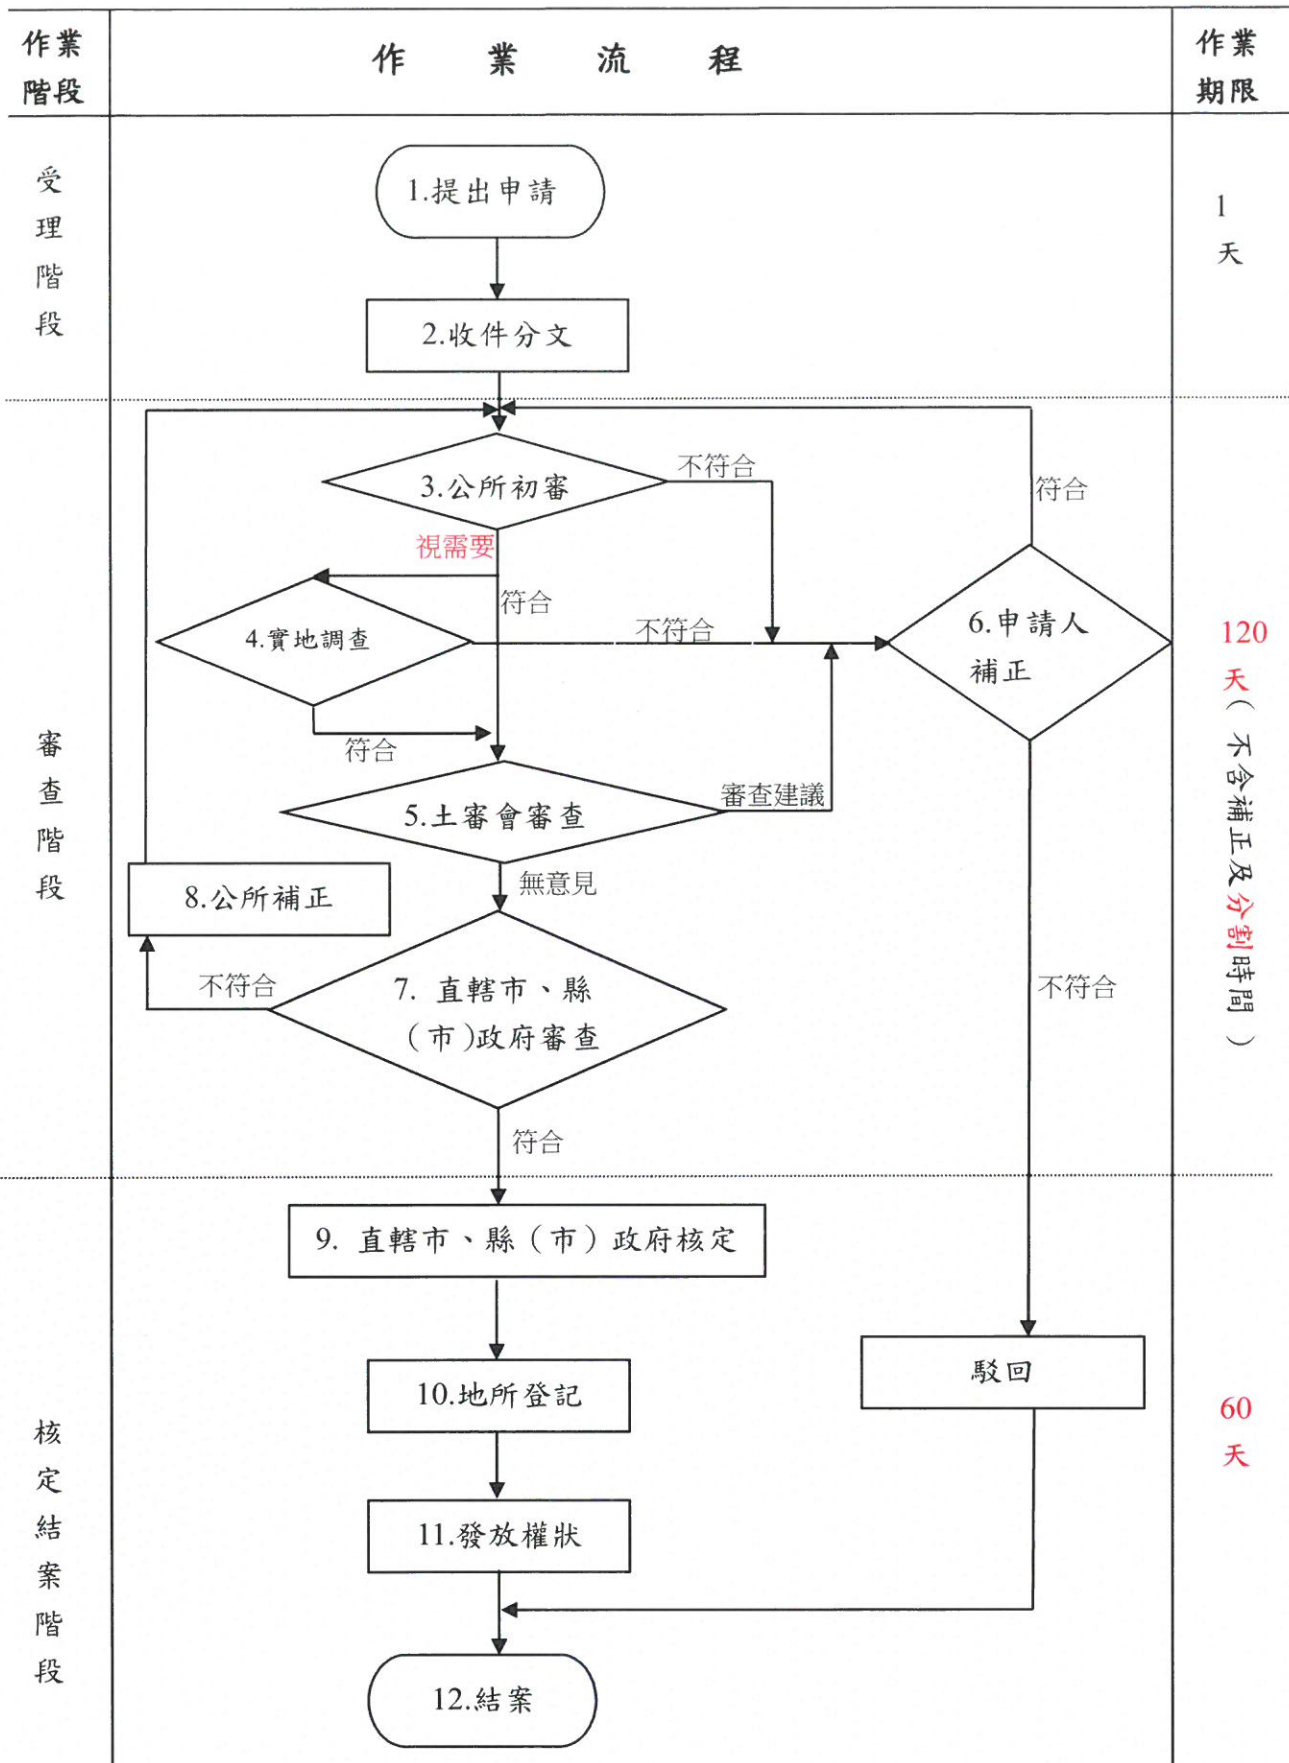 作業
階段
作業流程
作業
期限
受理階段
1.提出申請
2.收件分文
1天
審查階段
3.公所初審
不符合
符合
視需要
符合
4.實地調查
不符合
6.申請人
補正
符合
5.土審會審查
審查建議
無意見
8.公所補正
不符合
7. 直轄市、縣
（市）政府審查
不符合
符合
120
天（不含補正及分割時間）
核定結案階段
9. 直轄市、縣（市）政府核定
10.地所登記
駁回
11.發放權狀
12.結案
60
天